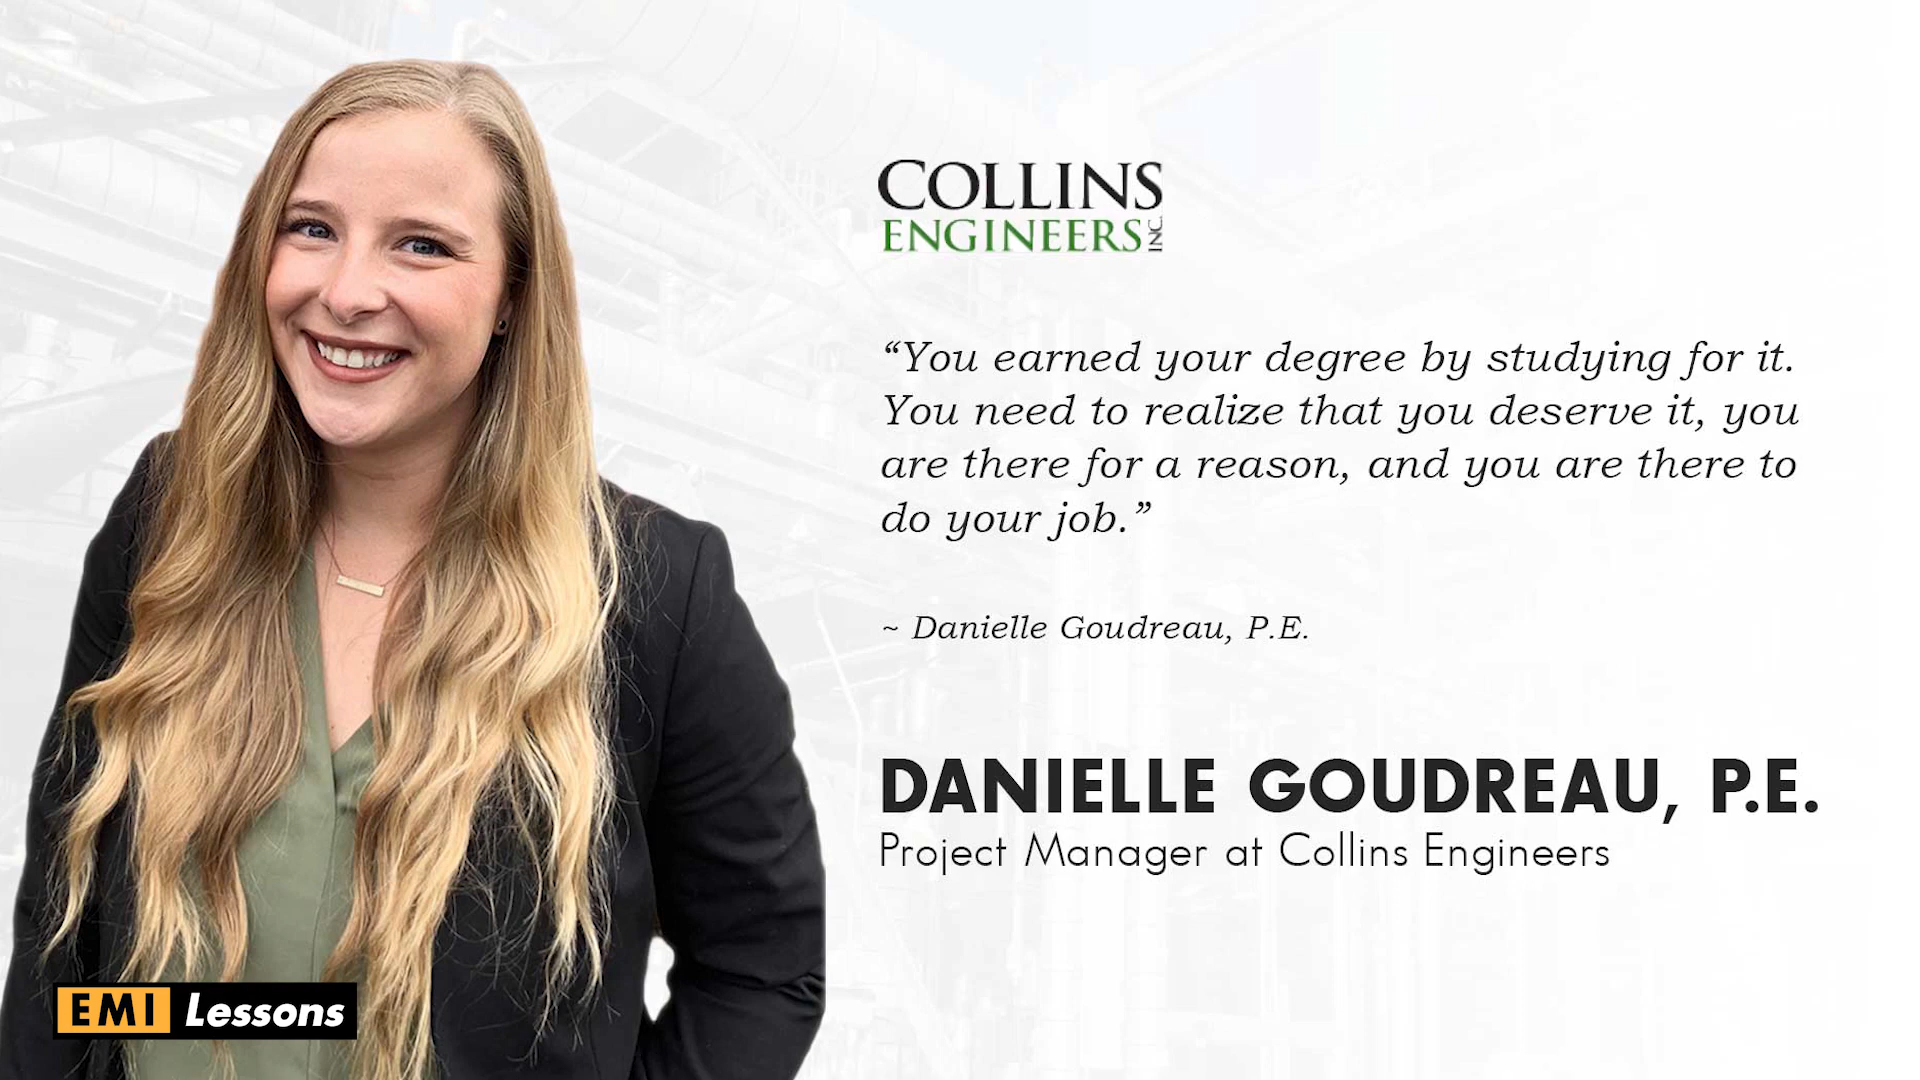 COLLINS
ENGINEERS INC.
“You earned your degree by studying for it.
You need to realize that you deserve it, you
are there for a reason, and you are there to
do your job.”
~ Danielle Goudreau, P.E.
DANIELLE GOUDREAU, P.E.
Project Manager at Collins Engineers
EMI Lessons